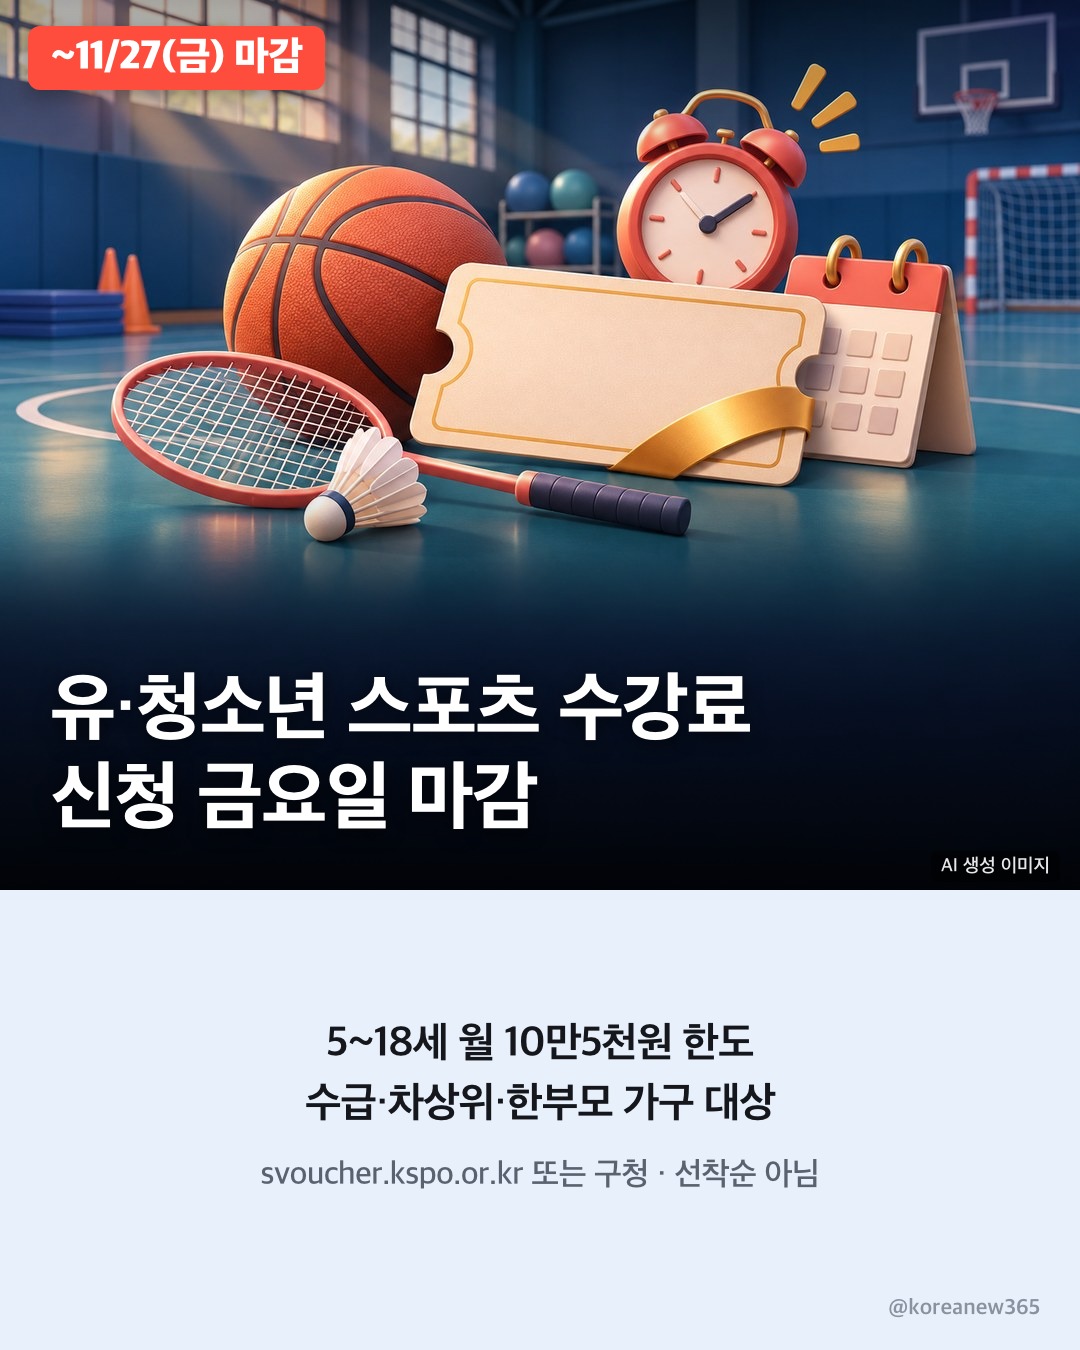 ~11/27(금) 마감
유·청소년 스포츠 수강료
신청 금요일 마감
AI 생성 이미지
5~18세 월 10만5천원 한도
수급·차상위·한부모 가구 대상
svoucher.kspo.or.kr 또는 구청 · 선착순 아님
@koreanew365